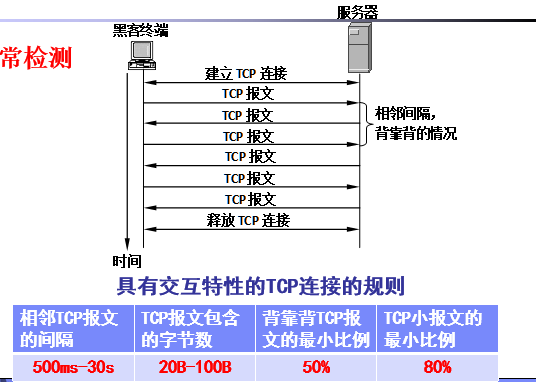 服务器
黑客终端
常检测
建立 TCP 连接
TCP 报文
TCP 报文
TCP 报文
TCP 报文
TCP 报文
TCP 报文
释放 TCP 连接
相邻间隔，
背靠背的情况
时间
具有交互特性的TCP连接的规则
相邻TCP报文
的间隔
TCP报文包含
的字节数
背靠背TCP报
文的最小比例
TCP小报文的
最小比例
500ms-30s
20B-100B
50%
80%